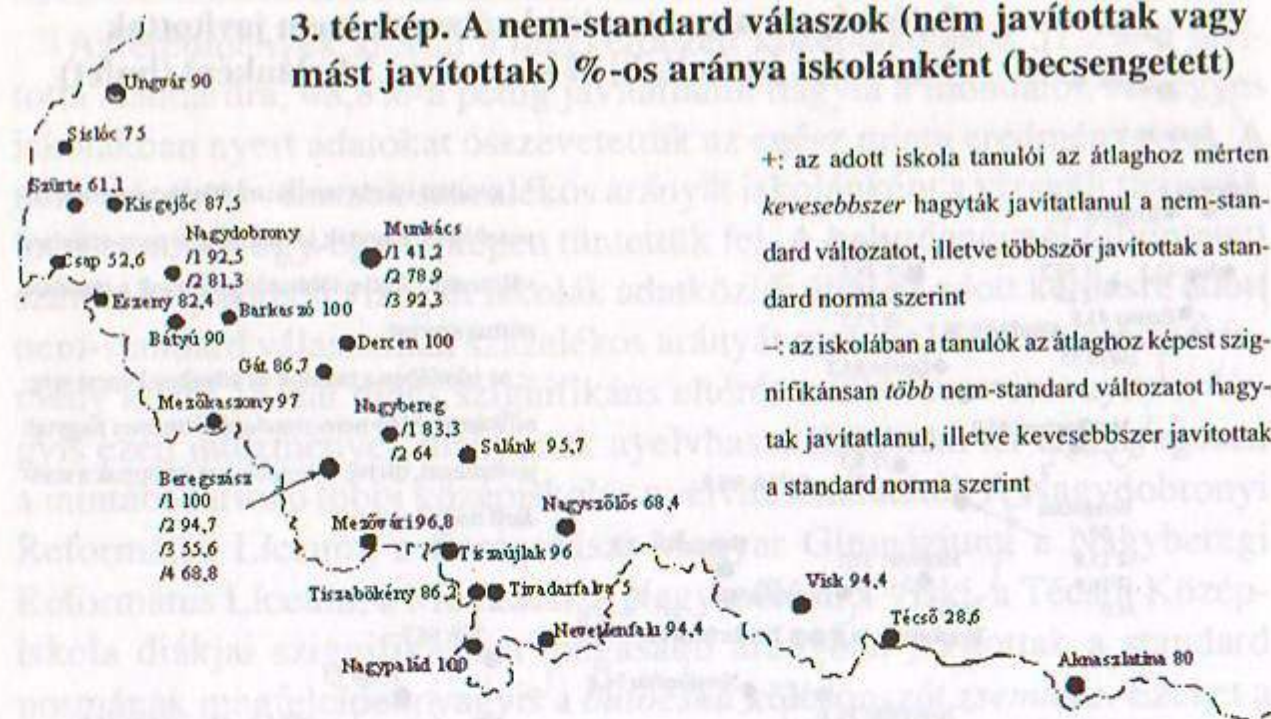 3. térkép. A nem-standard válaszok (nem javítottak vagy
mást javítottak) %-os aránya iskolánként (becsengetett)
Ungvár 90
Sislóc 75
Szürte 61,1
Kisgejőc 87,5
Nagydobrony
/1 92,5
/2 81,3
Munkács
/1 41,2
/2 78,9
/3 92,3
Csap 52,6
Eszeny 82,4
Barkaszó 100
Bátyú 90
Dercen 100
Gát 86,7
Mezőkaszony 97
Nagybereg
/1 83,3
/2 64
Salánk 95,7
Beregszász
/1 100
/2 94,7
/3 55,6
/4 68,8
Nagyszőlős 68,4
Mezővári 96,8
Tiszaújlak 96
Tiszabökény 86,2
Tivadarfalva
Nevetlenfalu 94,4
Nagypalád 100
Visk 94,4
Técső 28,6
Aknaszlatina 80
+: az adott iskola tanulói az átlaghoz mérten
kevesebbszer hagyták javítatlanul a nem-stan-
dard változatot, illetve többször javítottak a stan-
dard norma szerint
–: az iskolában a tanulók az átlaghoz képest szig-
nifikánsan több nem-standard változatot hagy-
tak javítatlanul, illetve kevesebbszer javítottak
a standard norma szerint